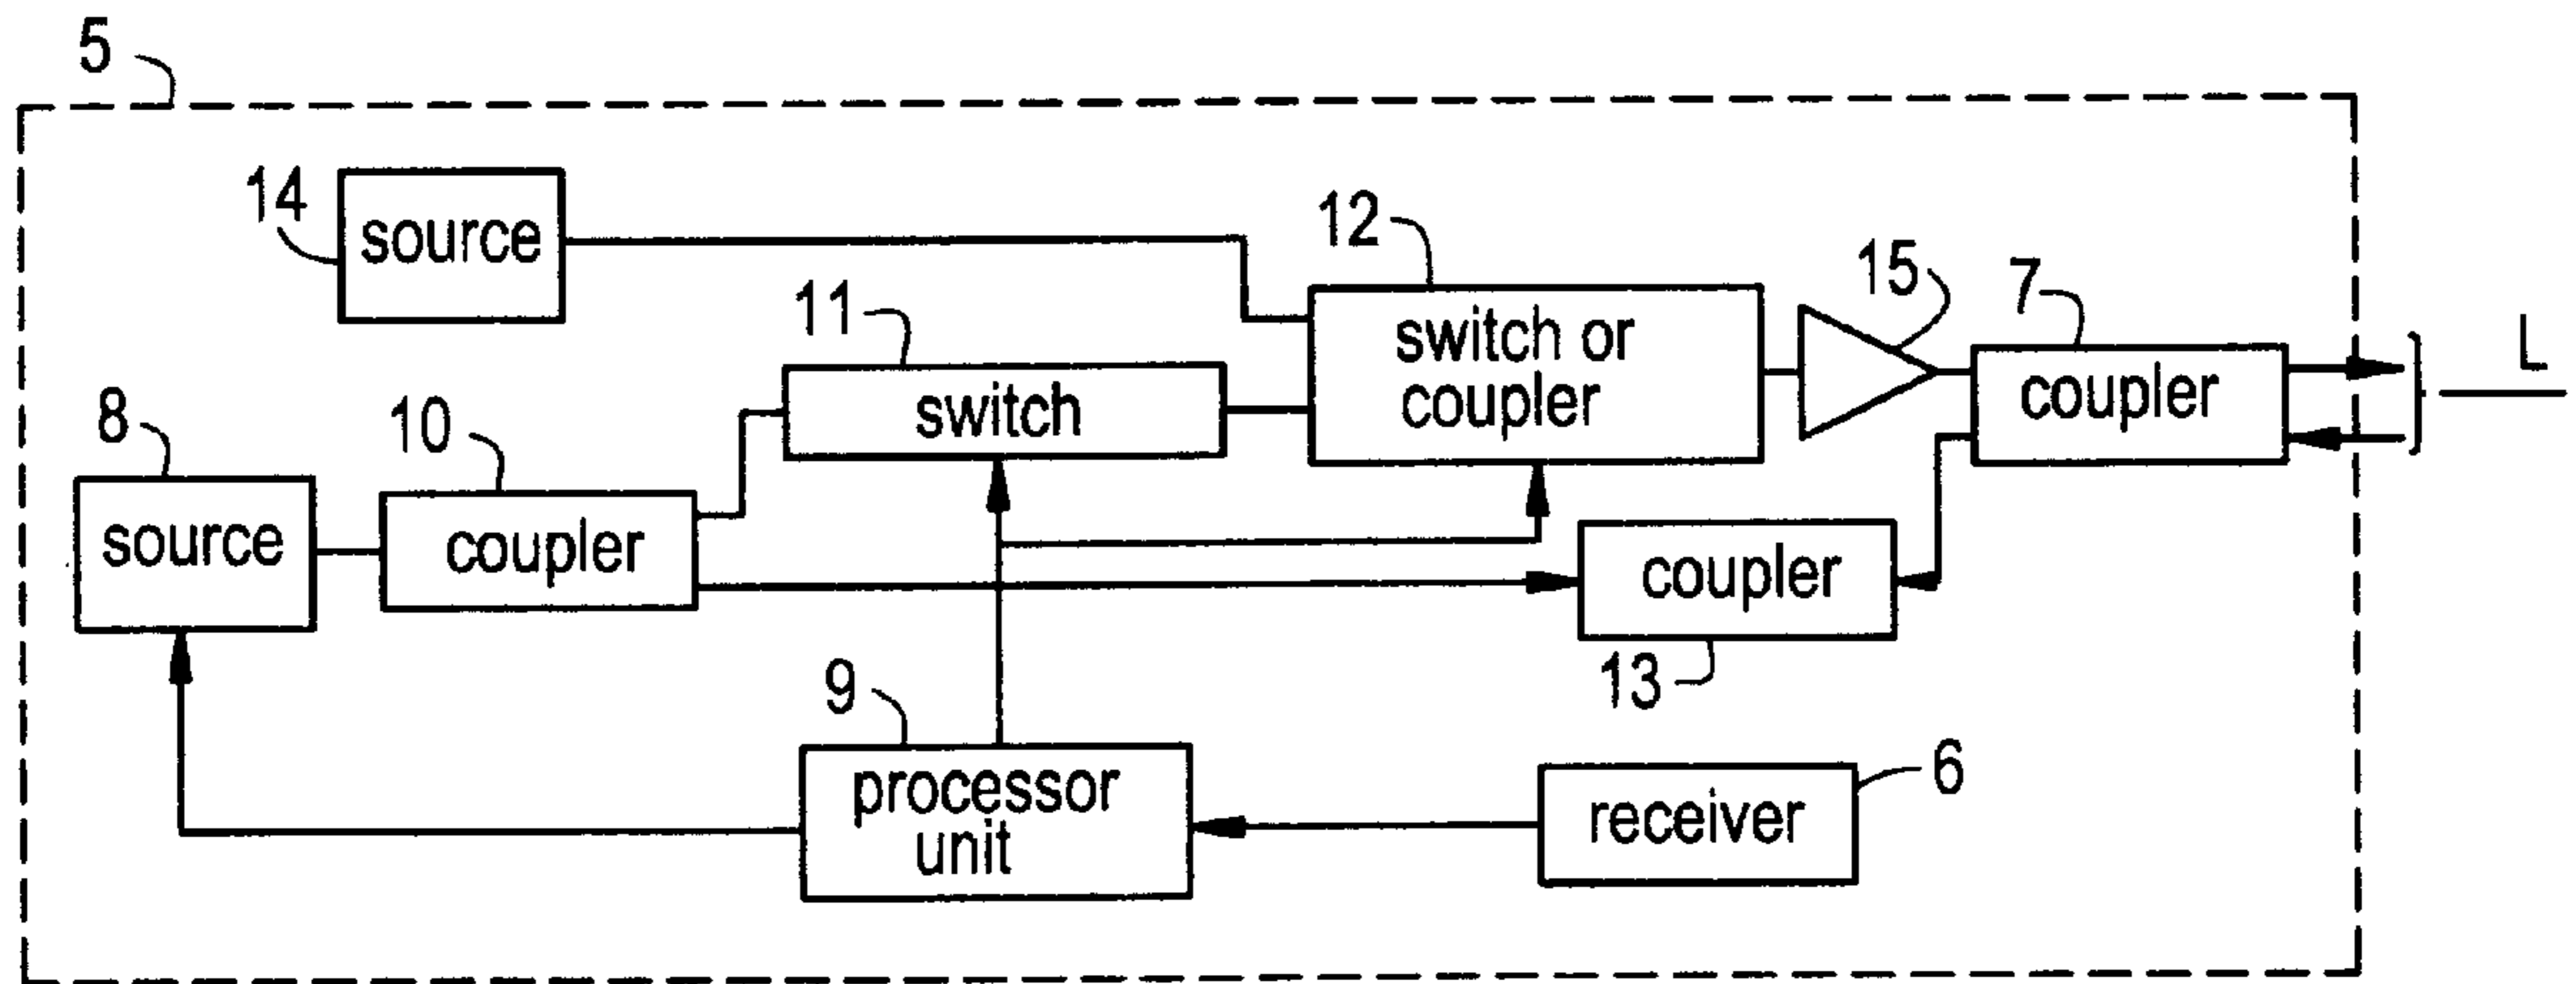 5
14
source
12
15
7
11
switch or
coupler
L
coupler
8
10
switch
source
coupler
coupler
13
9
processor
unit
receiver
6